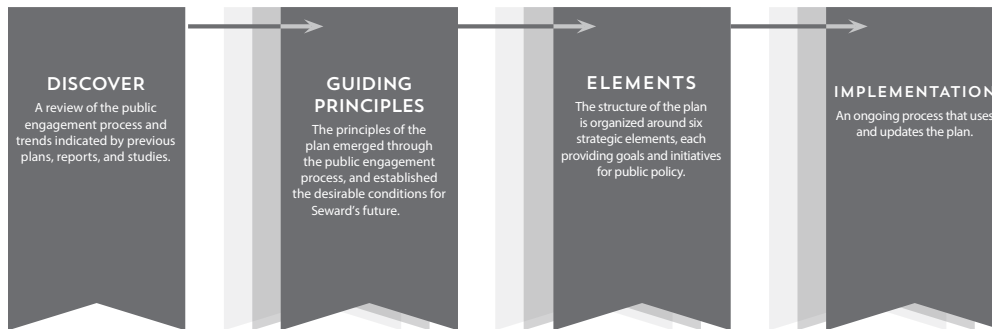 DISCOVER
A review of the public
engagement process and
trends indicated by previous
plans, reports, and studies.
GUIDING
PRINCIPLES
The principles of the
plan emerged through
the public engagement
process, and established
the desirable conditions for
Seward's future.
ELEMENTS
The structure of the plan
is organized around six
strategic elements, each
providing goals and initiatives
for public policy.
IMPLEMENTATION
An ongoing process that uses
and updates the plan.